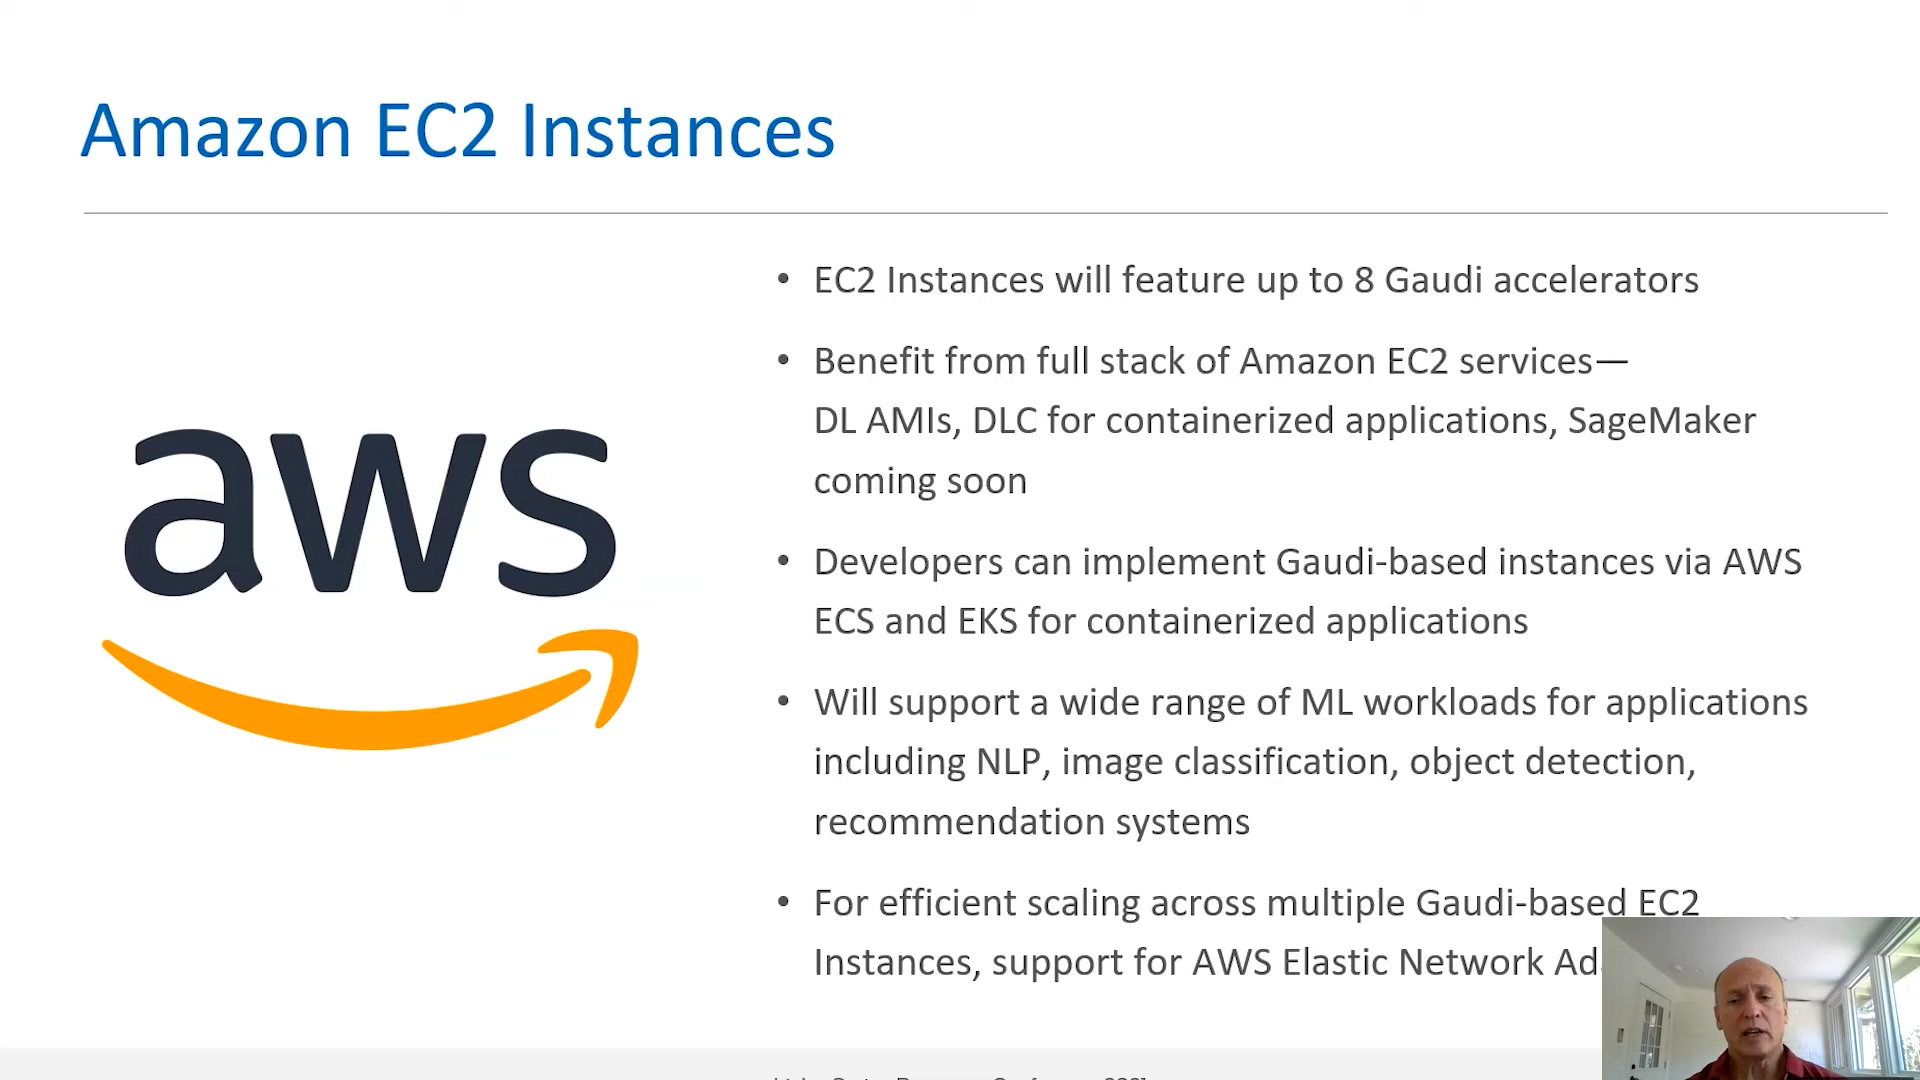 Amazon EC2 Instances
aws
• EC2 Instances will feature up to 8 Gaudi accelerators
• Benefit from full stack of Amazon EC2 services—
DL AMIs, DLC for containerized applications, SageMaker
coming soon
• Developers can implement Gaudi-based instances via AWS
ECS and EKS for containerized applications
• Will support a wide range of ML workloads for applications
including NLP, image classification, object detection,
recommendation systems
• For efficient scaling across multiple Gaudi-based EC2
Instances, support for AWS Elastic Network